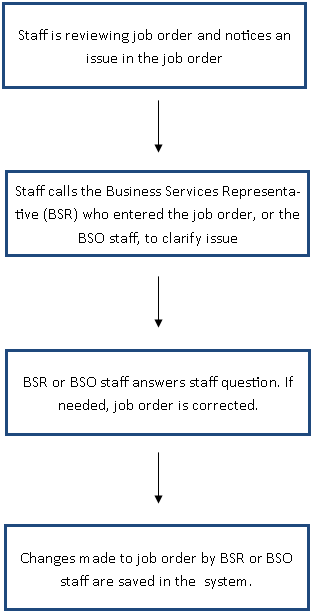 Staff is reviewing job order and notices an
issue in the job order
Staff calls the Business Services Representa-
tive (BSR) who entered the job order, or the
BSO staff, to clarify issue
BSR or BSO staff answers staff question. If
needed, job order is corrected.
Changes made to job order by BSR or BSO
staff are saved in the  system.